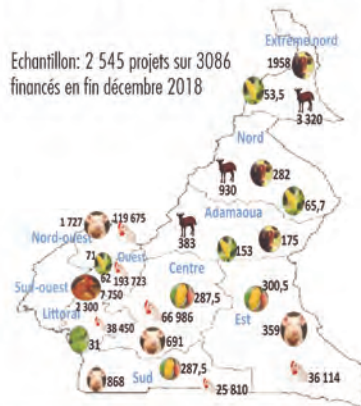 Echantillon: 2 545 projets sur 3086
financés en fin décembre 2018
Extrême nord
1958
53,5
3 320
Nord
930
282
65,7
Adamaoua
383
153
175
1 727
119 675
Nord-ouest
71
Ouest
62
193 723
Sud-ouest
7 750
2 300
Littoral
38 450
31
Centre
287,5
66 986
691
300,5
Est
359
36 114
868
Sud
287,5
25 810